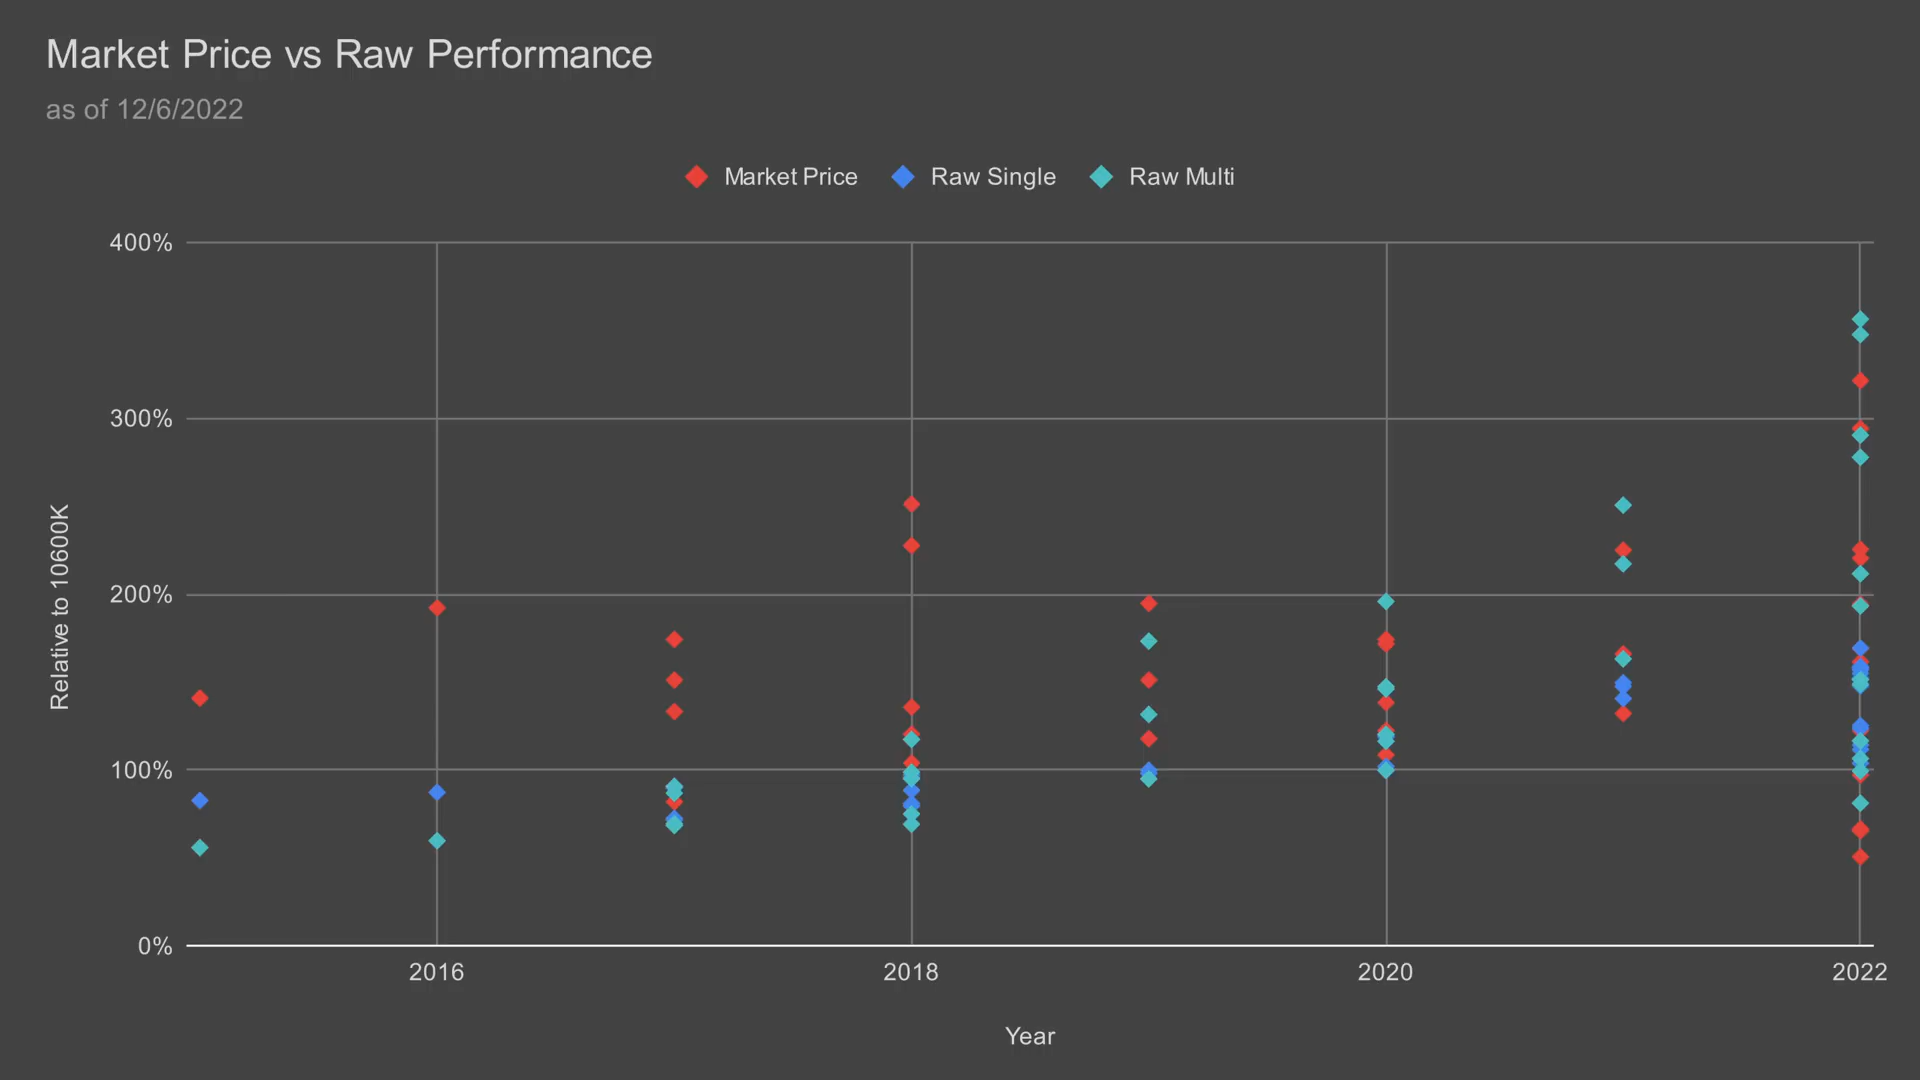 Market Price vs Raw Performance
as of 12/6/2022
Market Price
Raw Single
Raw Multi
400%
300%
200%
100%
0%
Relative to 10600K
2016
2018
2020
2022
Year